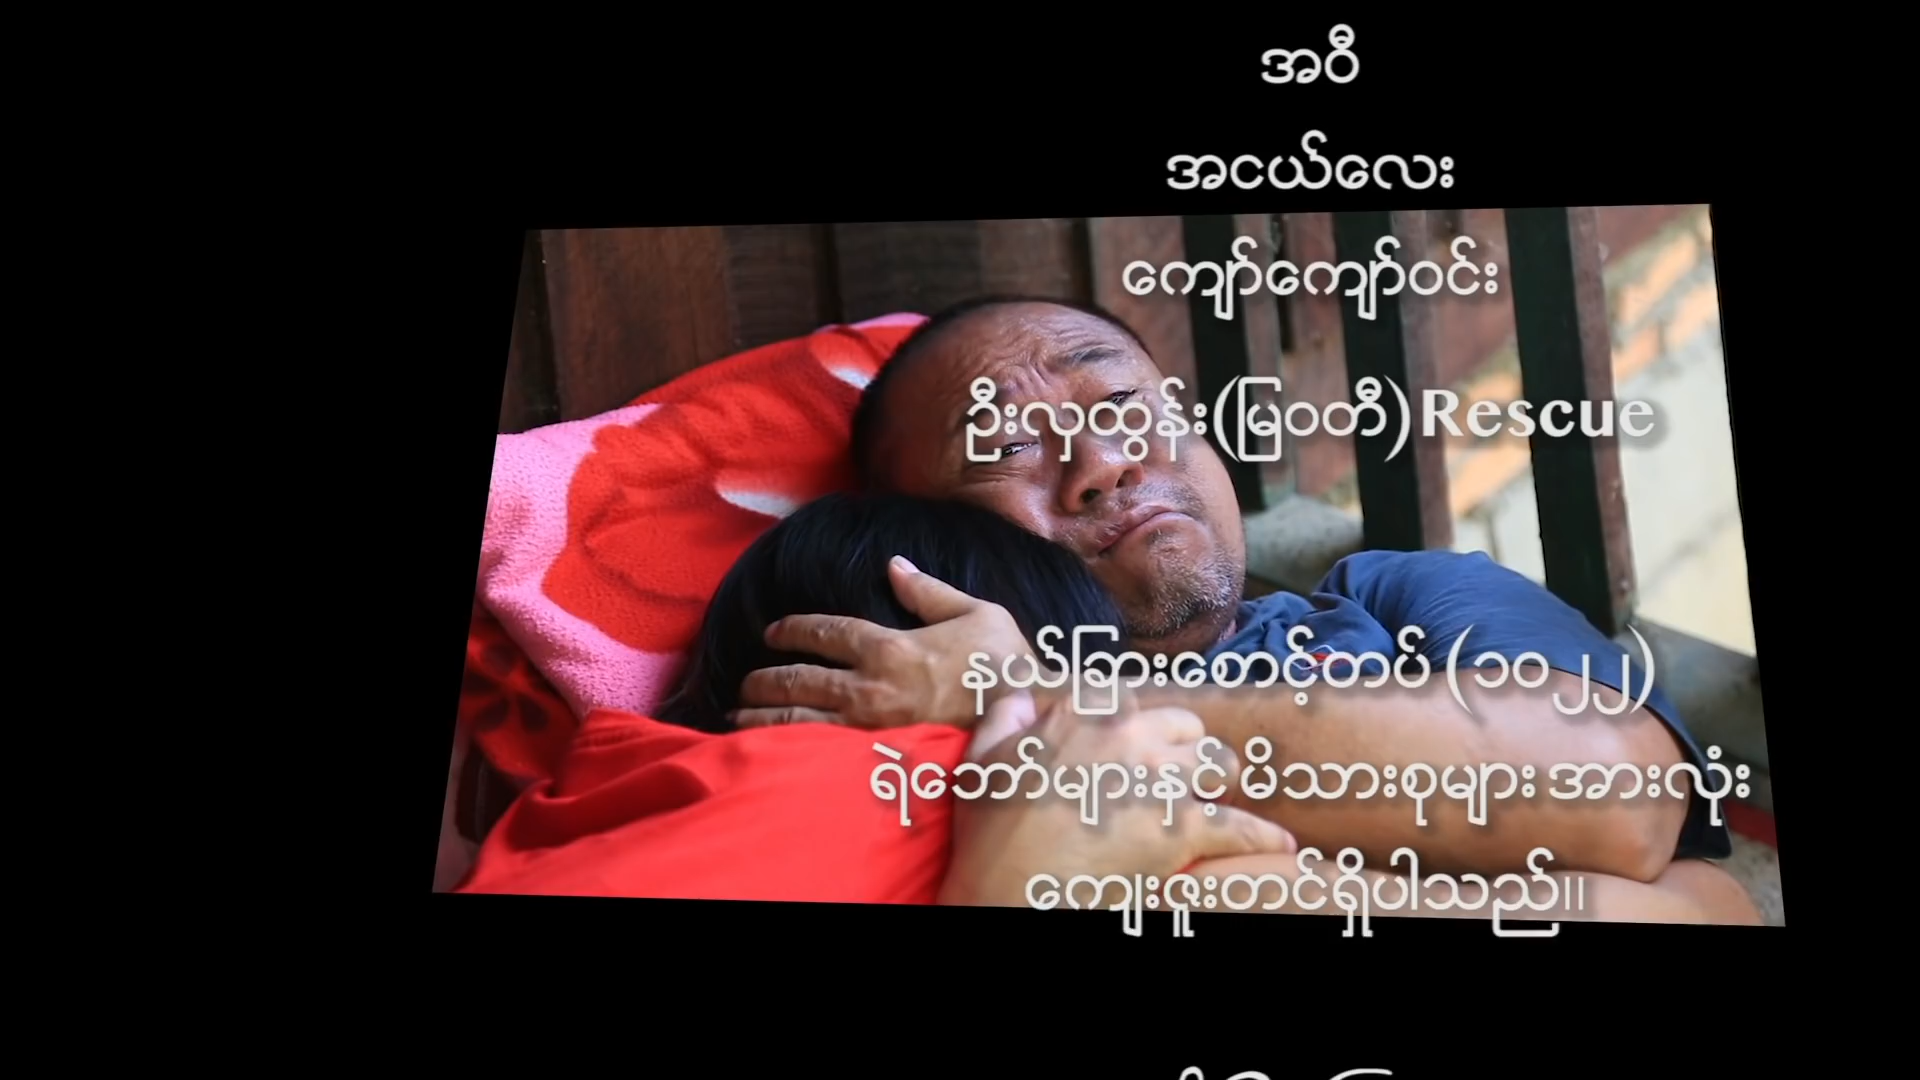 အဝီ
အငယ်လေး
ကျော်ကျော်ဝင်း
ဦးလှထွန်း(မြဝတီ)Rescue
နယ်ခြားစောင့်တပ် (၁၀၂၂)
ရဲဘော်များနှင့် မိသားစုများ အားလုံး
ကျေးဇူးတင်ရှိပါသည်။